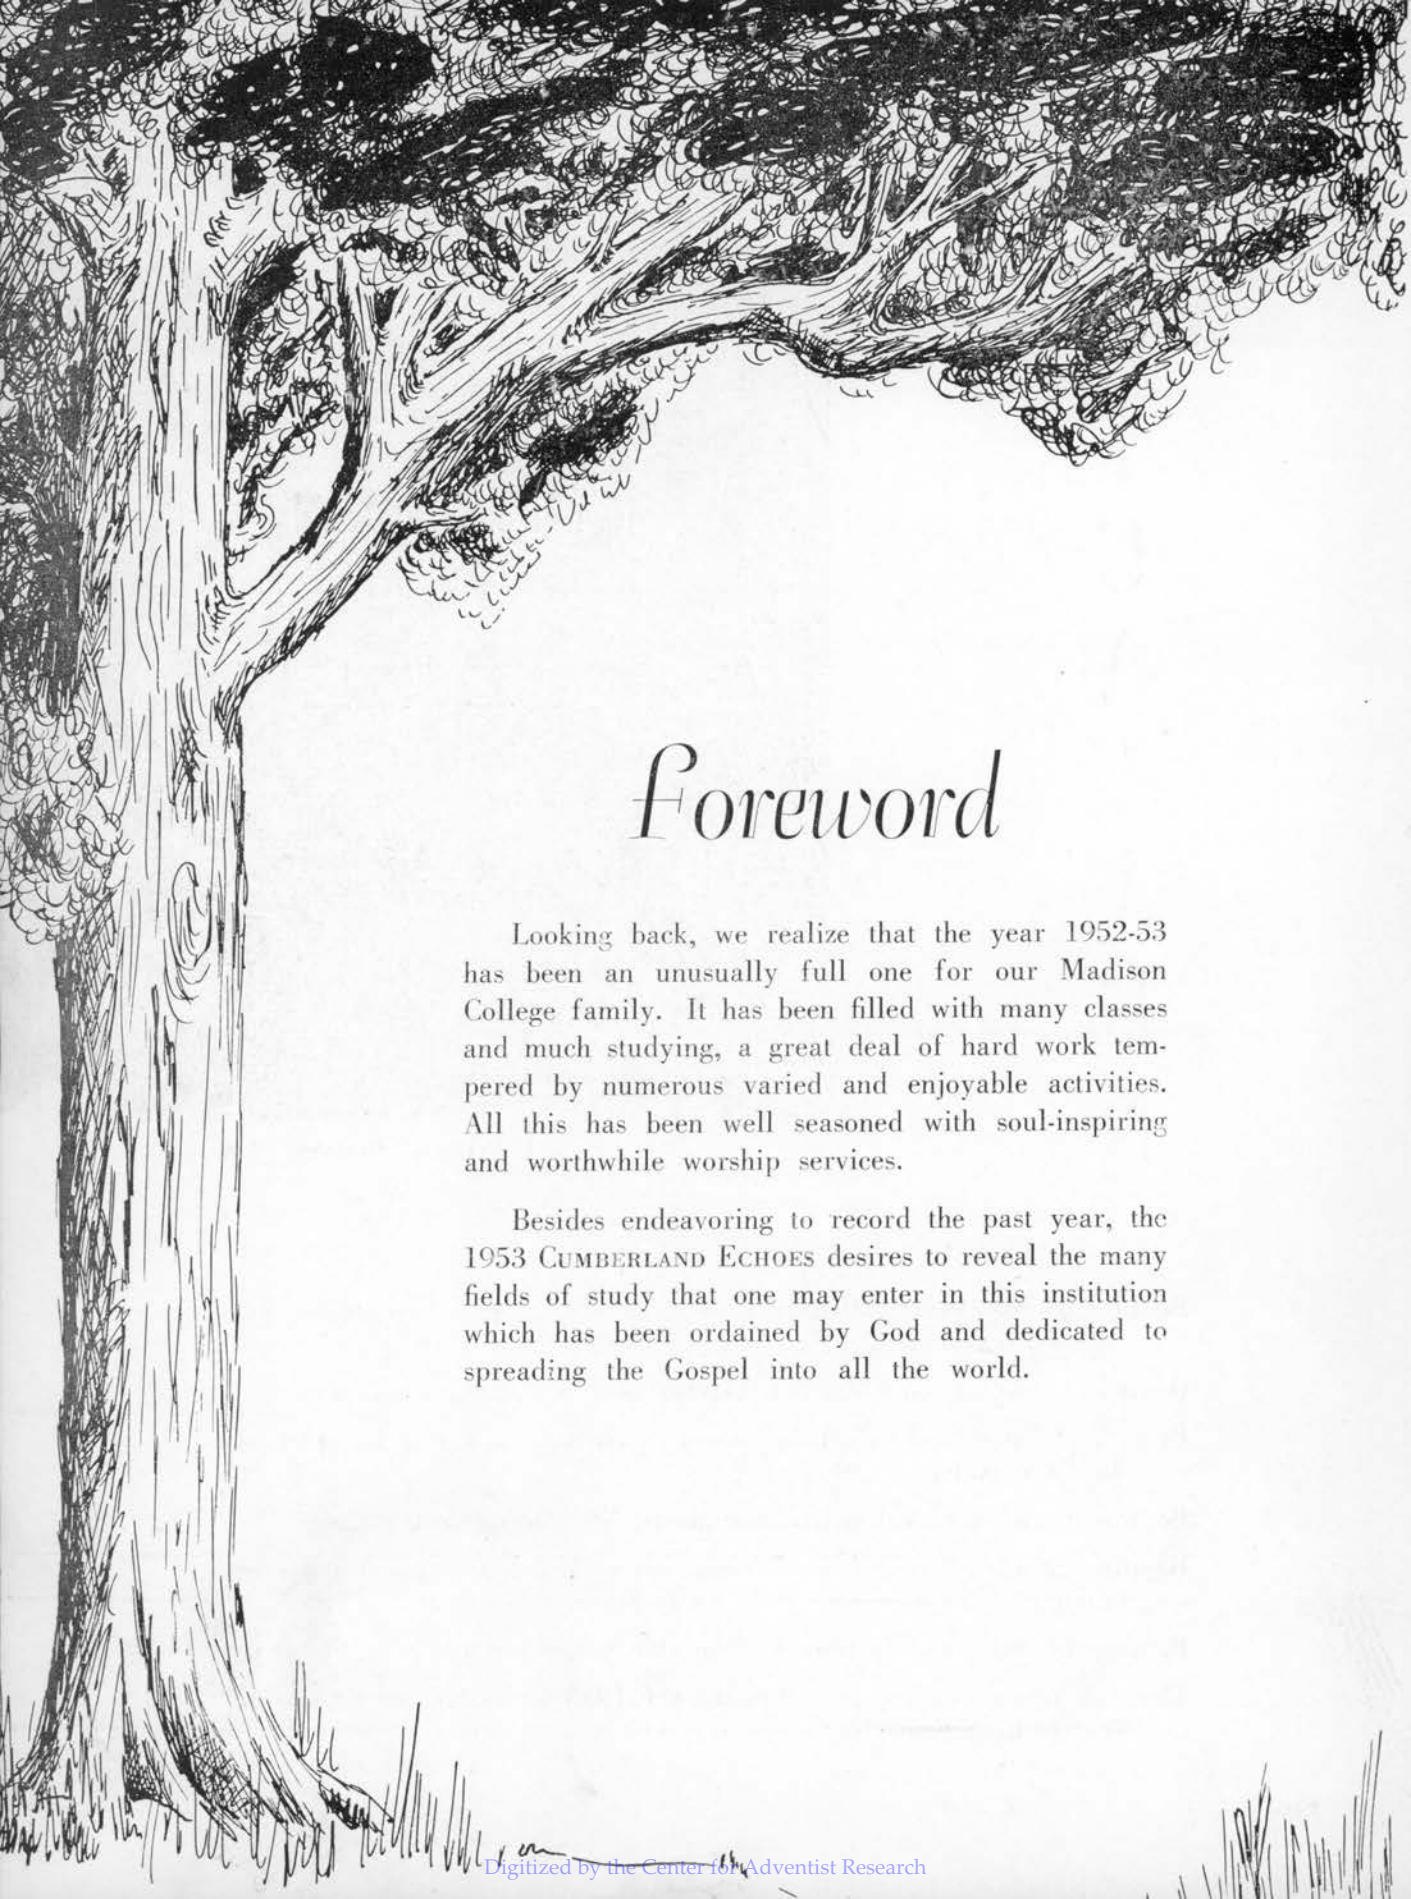 Foreword
Looking back, we realize that the year 1952-53
has been an unusually full one for our Madison
College family. It has been filled with many classes
and much studying, a great deal of hard work tem-
pered by numerous varied and enjoyable activities.
All this has been well seasoned with soul-inspiring
and worthwhile worship services.
Besides endeavoring to record the past year, the
1953 CUMBERLAND ECHOES desires to reveal the many
fields of study that one may enter in this institution
which has been ordained by God and dedicated to
spreading the Gospel into all the world.
Digitized by the Center for Adventist Research